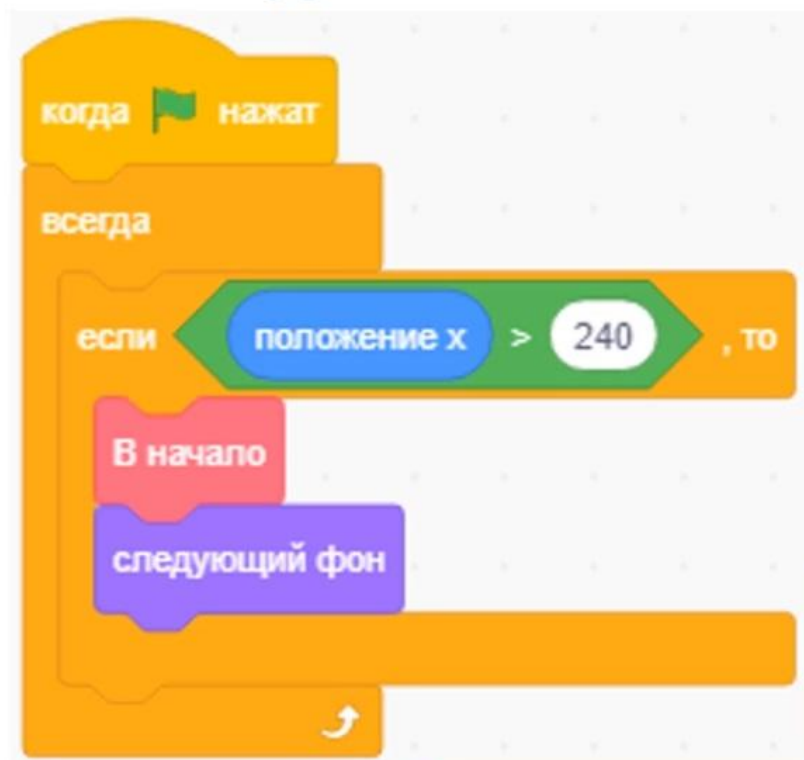 когда нажат
всегда
если положение x > 240 , то
В начало
следующий фон